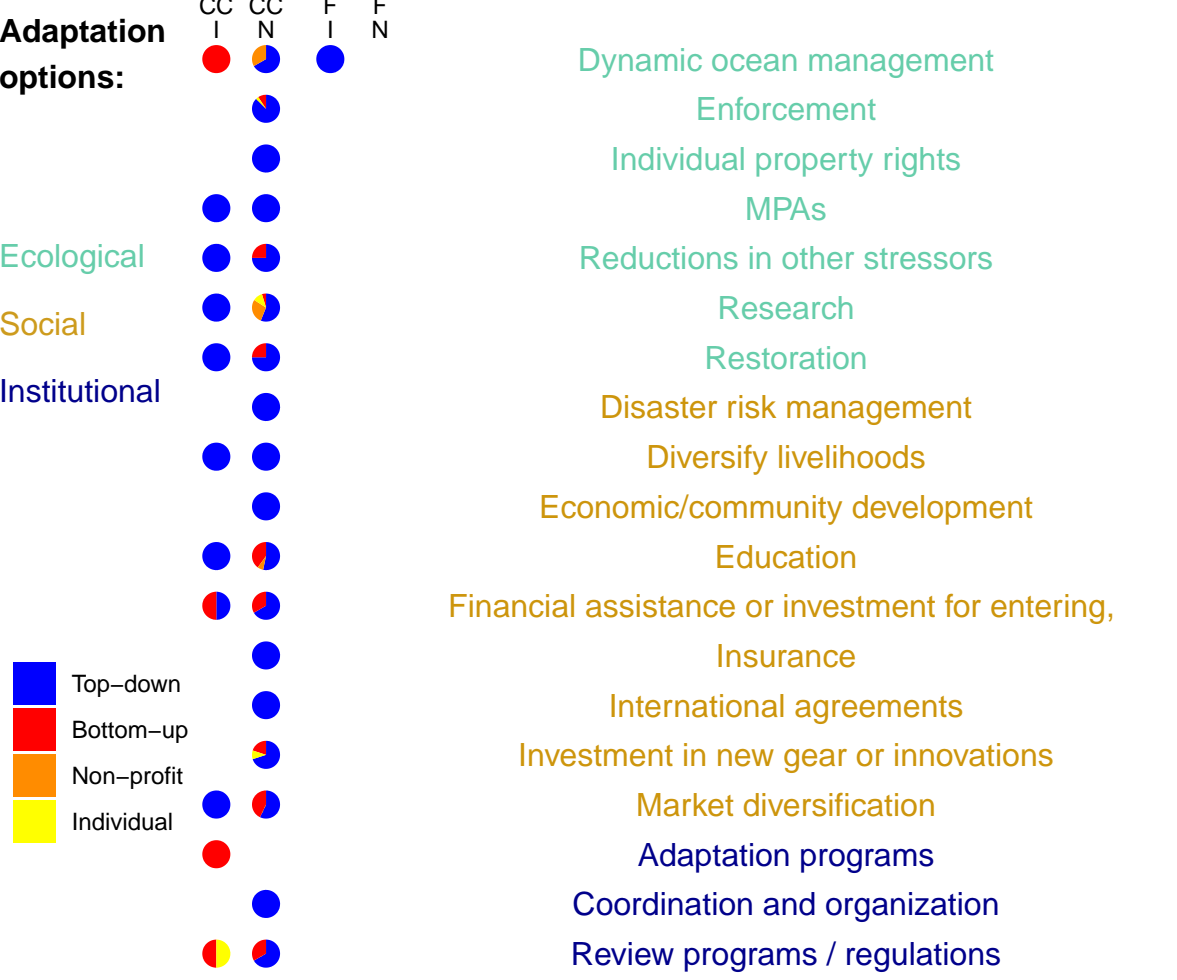 CC CC F F
I N I N
Adaptation
options:
Dynamic ocean management
Enforcement
Individual property rights
MPAs
Ecological
Reductions in other stressors
Research
Social
Restoration
Institutional
Disaster risk management
Diversify livelihoods
Economic/community development
Education
Financial assistance or investment for entering,
Insurance
Top−down
International agreements
Bottom−up
Investment in new gear or innovations
Non−profit
Market diversification
Individual
Adaptation programs
Coordination and organization
Review programs / regulations